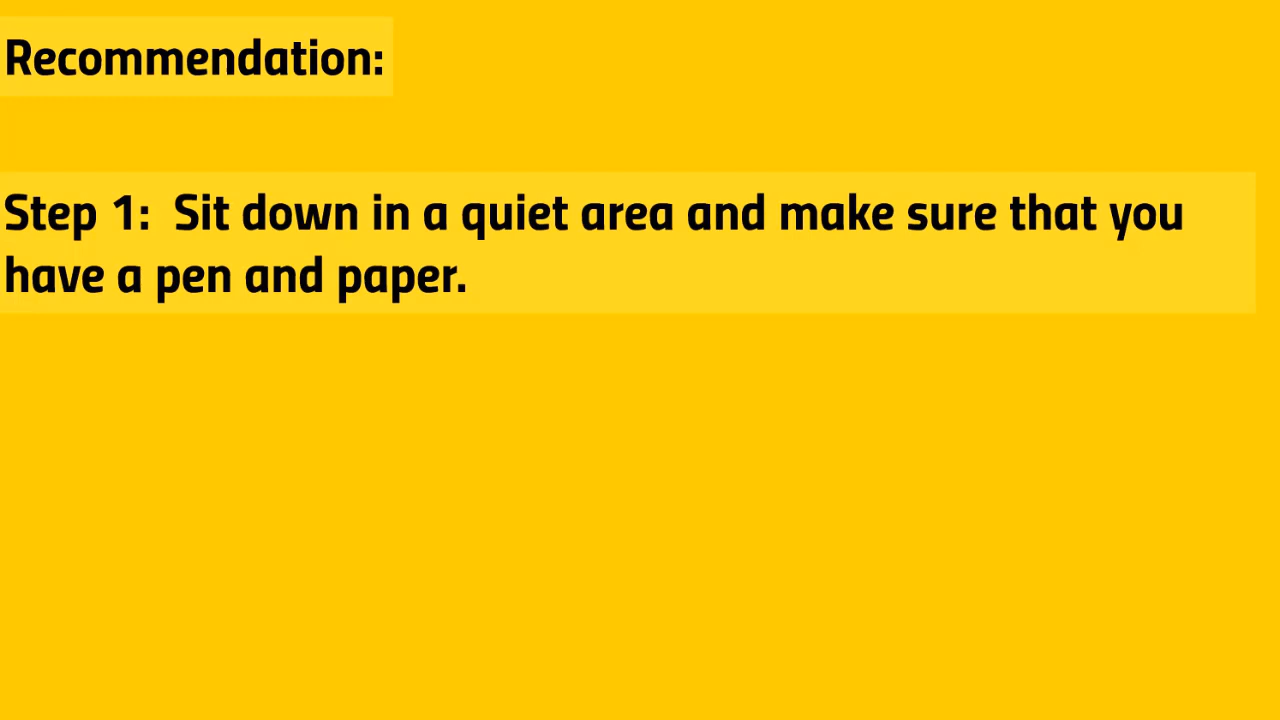 Recommendation:
Step 1:  Sit down in a quiet area and make sure that you
have a pen and paper.